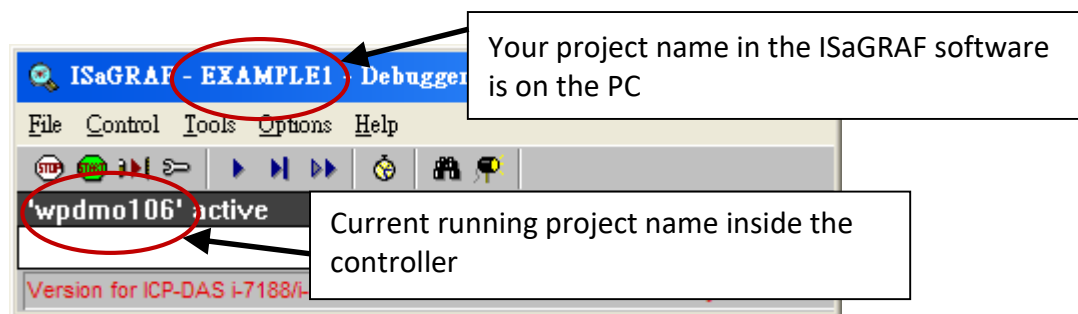 Your project name in the ISaGRAF software
is on the PC
ISaGRAF - EXAMPLE1 - Debugger
File Control Tools Options Help
STOP START
'wpdmo106' active
Current running project name inside the
controller
Version for ICP-DAS i-7188/i-